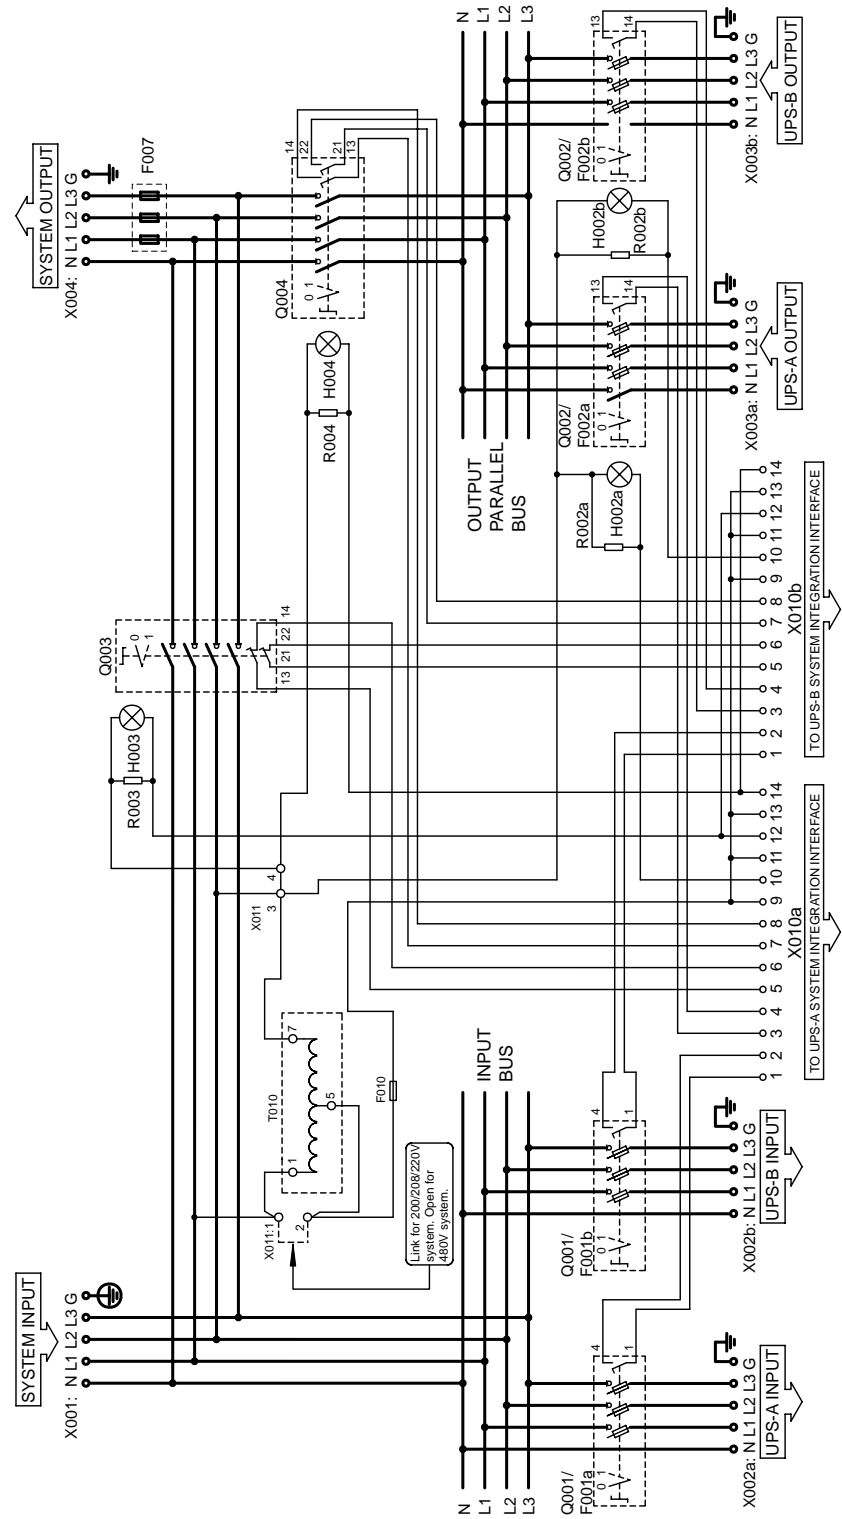 SYSTEM INPUT
X001: N L1 L2 L3 G
SYSTEM OUTPUT
X004: N L1 L2 L3 G
F007
Q003
0 1
13
21
22
14
R003
H003
Q004
0 1
14
22
21
13
R004
H004
X011
3
4
T010
1
5
7
X011:1
2
F010
Link for 200/208/220V
system. Open for
480V system.
N
L1
L2
L3
INPUT
BUS
OUTPUT
PARALLEL
BUS
N
L1
L2
L3
Q001/
F001a
0 1
4
1
X002a: N L1 L2 L3 G
UPS-A INPUT
Q001/
F001b
0 1
4
1
X002b: N L1 L2 L3 G
UPS-B INPUT
R002a
H002a
Q002/
F002a
0 1
13
14
X003a: N L1 L2 L3 G
UPS-A OUTPUT
H002b
R002b
Q002/
F002b
0 1
13
14
X003b: N L1 L2 L3 G
UPS-B OUTPUT
1 2 3 4 5 6 7 8 9 10 11 12 13 14
X010a
TO UPS-A SYSTEM INTEGRATION INTERFACE
1 2 3 4 5 6 7 8 9 10 11 12 13 14
X010b
TO UPS-B SYSTEM INTEGRATION INTERFACE